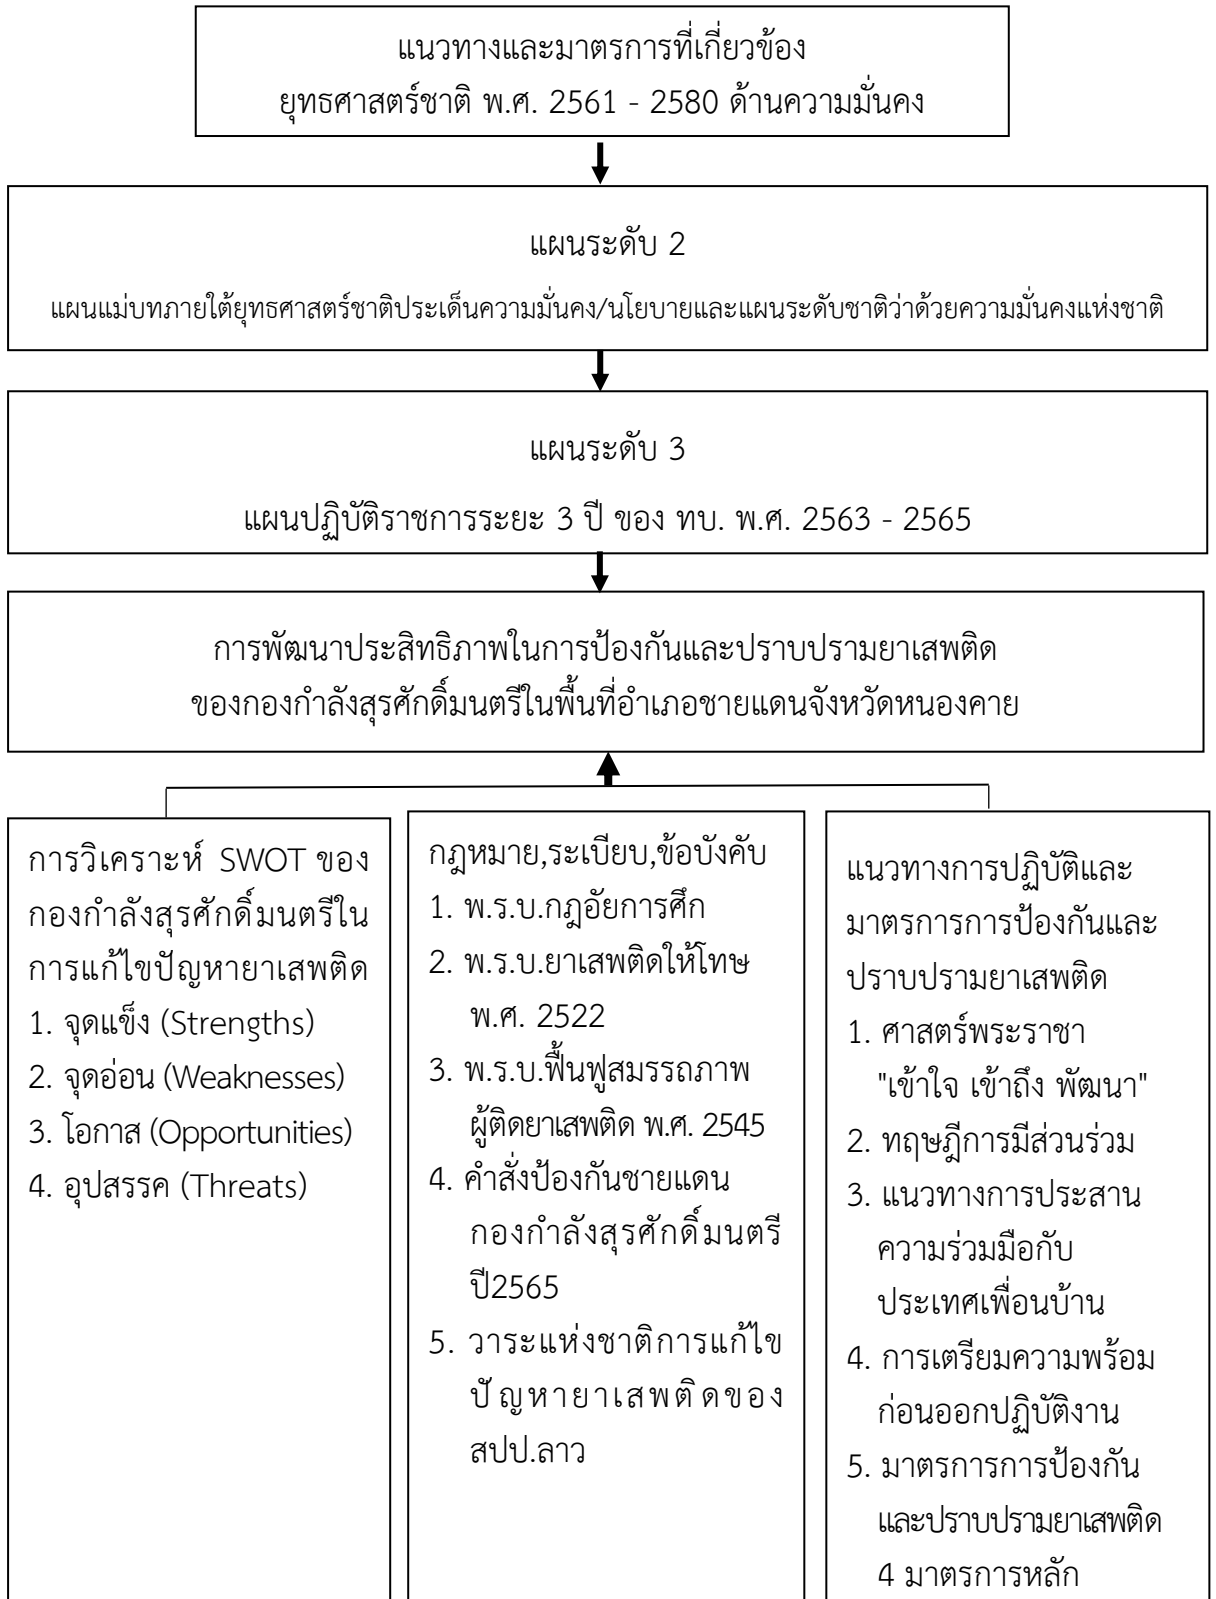 แนวทางและมาตรการที่เกี่ยวข้อง
ยุทธศาสตร์ชาติ พ.ศ. 2561 - 2580 ด้านความมั่นคง
แผนระดับ 2
แผนแม่บทภายใต้ยุทธศาสตร์ชาติประเด็นความมั่นคง/นโยบายและแผนระดับชาติว่าด้วยความมั่นคงแห่งชาติ
แผนระดับ 3
แผนปฏิบัติราชการระยะ 3 ปี ของ ทบ. พ.ศ. 2563 - 2565
การพัฒนาประสิทธิภาพในการป้องกันและปราบปรามยาเสพติด
ของกองกำลังสุรศักดิ์มนตรีในพื้นที่อำเภอชายแดนจังหวัดหนองคาย
การวิเคราะห์ SWOT ของ
กองกำลังสุรศักดิ์มนตรีใน
การแก้ไขปัญหายาเสพติด
1. จุดแข็ง (Strengths)
2. จุดอ่อน (Weaknesses)
3. โอกาส (Opportunities)
4. อุปสรรค (Threats)
กฎหมาย,ระเบียบ,ข้อบังคับ
1. พ.ร.บ.กฎอัยการศึก
2. พ.ร.บ.ยาเสพติดให้โทษ
พ.ศ. 2522
3. พ.ร.บ.ฟื้นฟูสมรรถภาพ
ผู้ติดยาเสพติด พ.ศ. 2545
4. คำสั่งป้องกันชายแดน
กองกำลังสุรศักดิ์มนตรี
ปี2565
5. วาระแห่งชาติการแก้ไข
ปัญหายาเสพติดของ
สปป.ลาว
แนวทางการปฏิบัติและ
มาตรการการป้องกันและ
ปราบปรามยาเสพติด
1. ศาสตร์พระราชา
"เข้าใจ เข้าถึง พัฒนา"
2. ทฤษฎีการมีส่วนร่วม
3. แนวทางการประสาน
ความร่วมมือกับ
ประเทศเพื่อนบ้าน
4. การเตรียมความพร้อม
ก่อนออกปฏิบัติงาน
5. มาตรการการป้องกัน
และปราบปรามยาเสพติด
4 มาตรการหลัก